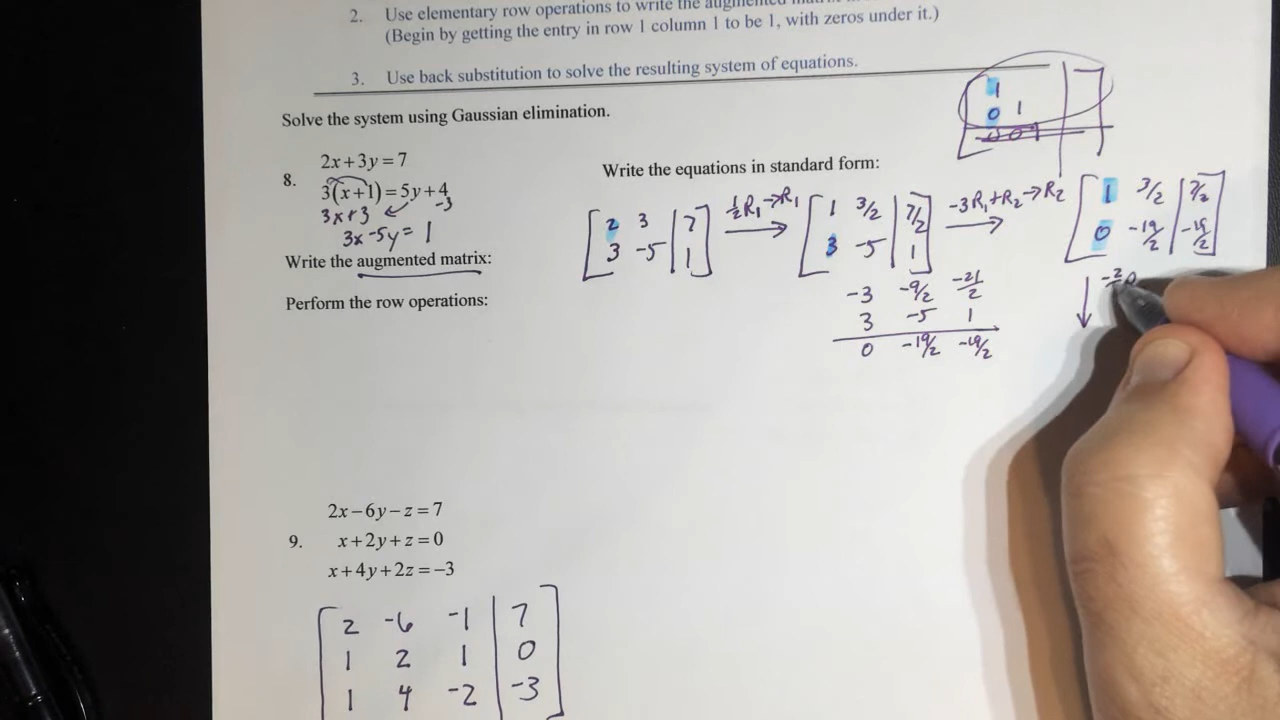 2. Use elementary row operations to write the augmented matrix
(Begin by getting the entry in row 1 column 1 to be 1, with zeros under it.)
3. Use back substitution to solve the resulting system of equations.
Solve the system using Gaussian elimination.
1
0 1
8. 2x+3y=7
3(x+1)=5y+4
3x+3 -3
3x-5y=1
Write the equations in standard form:
2 3 | 7
3 -5 | 1
½R₁→R₁
1 3/2 | 7/2
3 -5 | 1
-3R₁+R₂→R₂
1 3/2 | 7/2
0 -19/2 | -19/2
-3 -9/2 -21/2
3 -5 1
0 -19/2 -19/2
-2
Write the augmented matrix:
Perform the row operations:
9. 2x−6y−z=7
x+2y+z=0
x+4y+2z=−3
2 -6 -1 | 7
1 2 1 | 0
1 4 -2 | -3